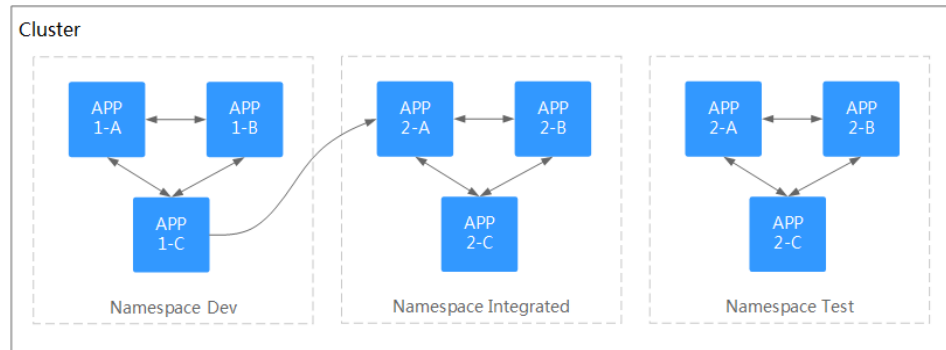 Cluster
APP
1-A
APP
1-B
APP
1-C
Namespace Dev
APP
2-A
APP
2-B
APP
2-C
Namespace Integrated
APP
2-A
APP
2-B
APP
2-C
Namespace Test